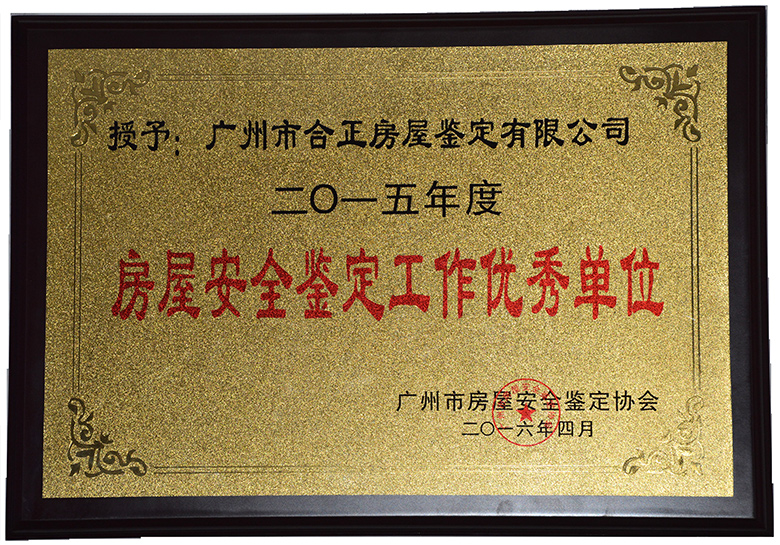 授予：广州市合正房屋鉴定有限公司
二〇一五年度
房屋安全鉴定工作优秀单位
广州市房屋安全鉴定协会
二〇一六年四月